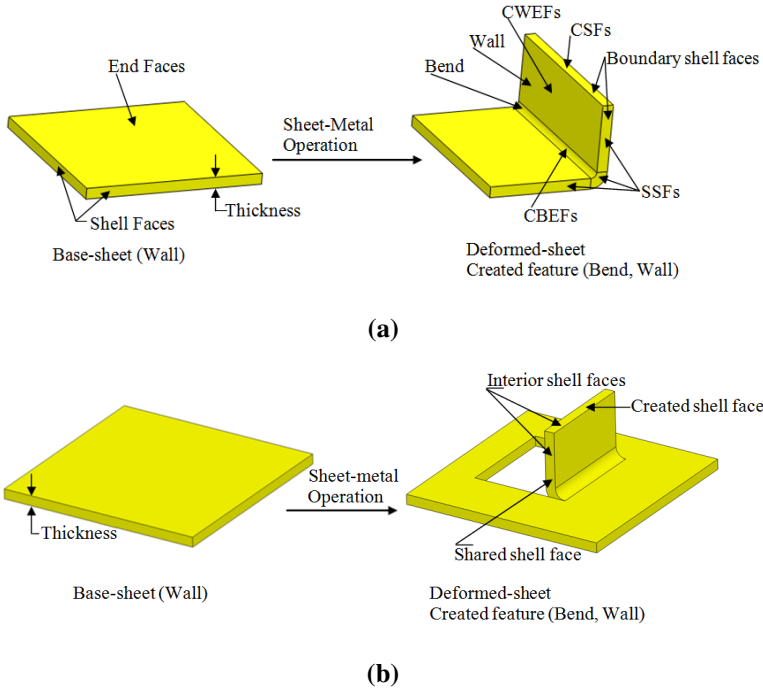 CWEFs
CSFs
Wall
Boundary shell faces
Bend
End Faces
Sheet-Metal
Operation
SSFs
Thickness
Shell Faces
CBEFs
Base-sheet (Wall)
Deformed-sheet
Created feature (Bend, Wall)
(a)
Interior shell faces
Created shell face
Sheet-metal
Operation
Thickness
Shared shell face
Base-sheet (Wall)
Deformed-sheet
Created feature (Bend, Wall)
(b)